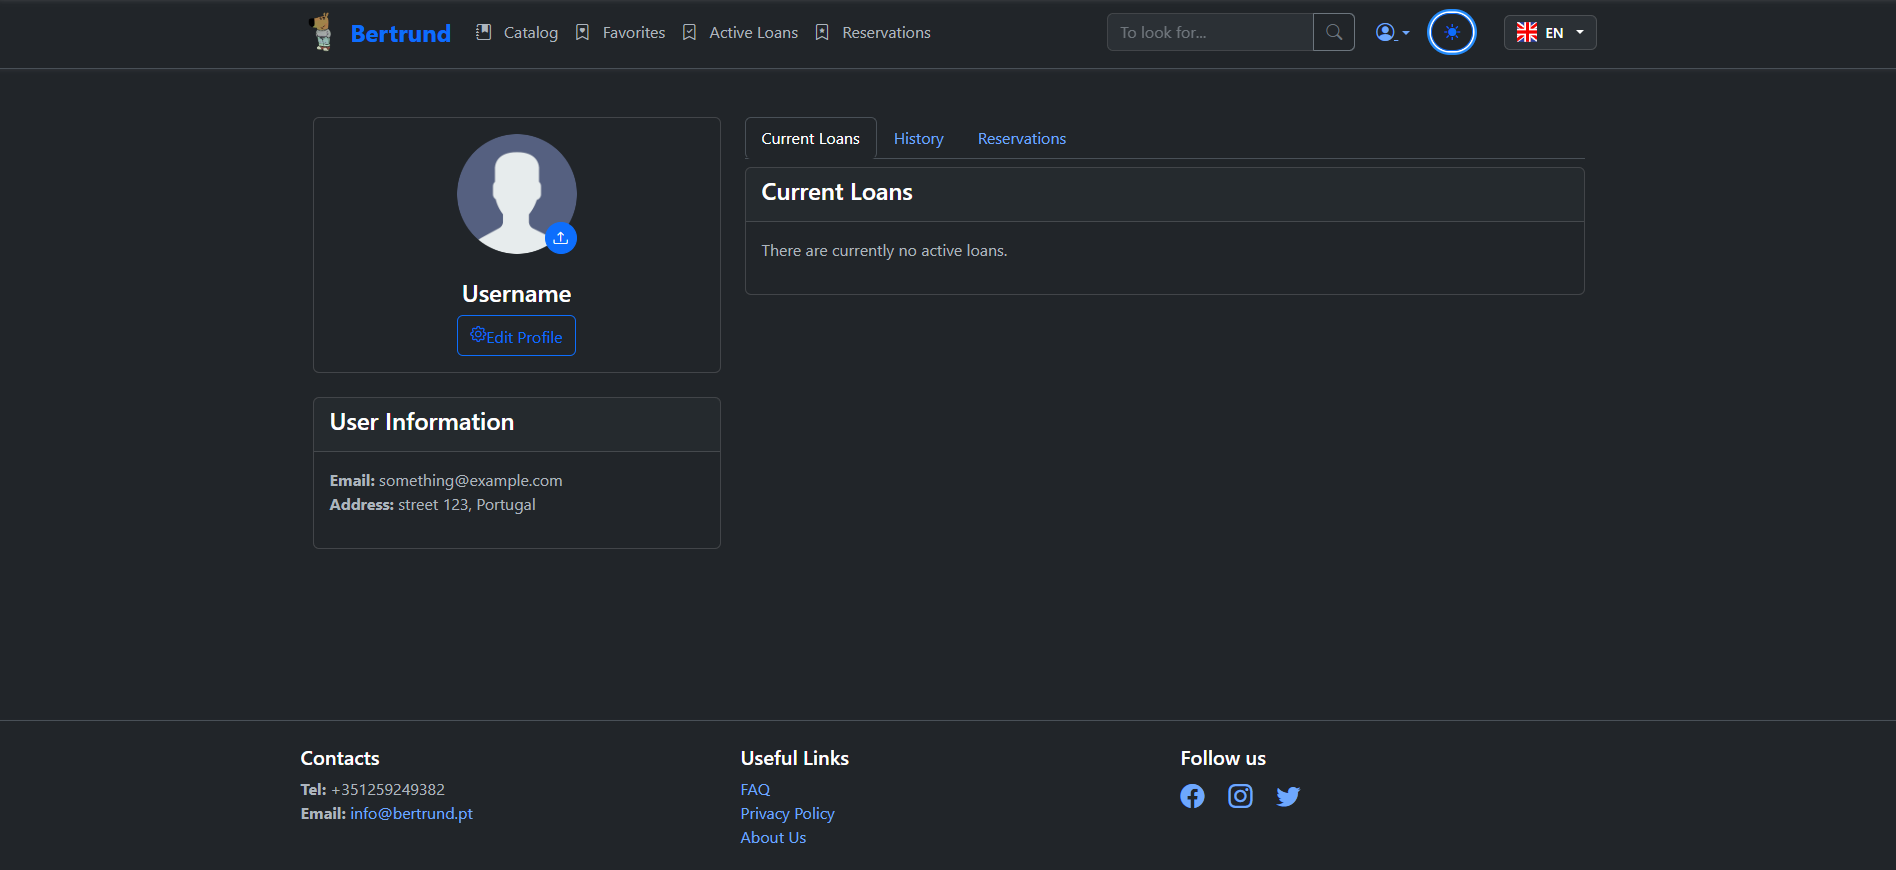 Bertrund
Catalog
Favorites
Active Loans
Reservations
To look for...
EN
Username
Edit Profile
User Information
Email: something@example.com
Address: street 123, Portugal
Current Loans
History
Reservations
Current Loans
There are currently no active loans.
Contacts
Tel: +351259249382
Email: info@bertrund.pt
Useful Links
FAQ
Privacy Policy
About Us
Follow us